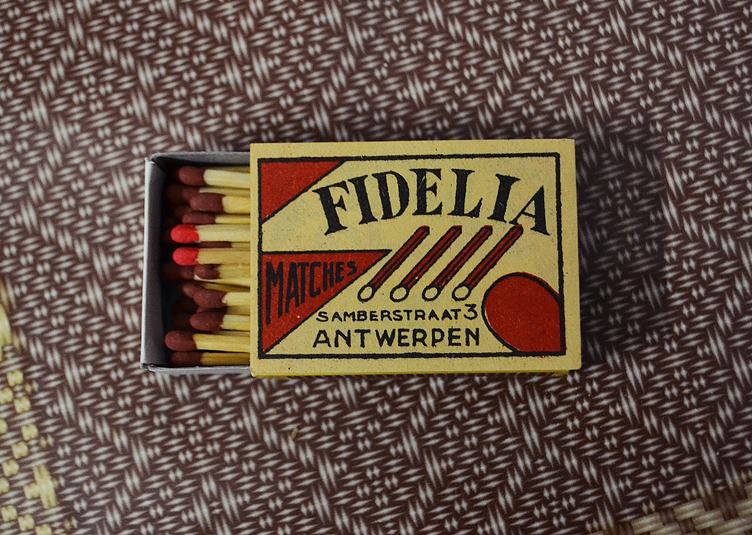 FIDELIA
MATCHES
SAMBERSTRAAT 3
ANTWERPEN